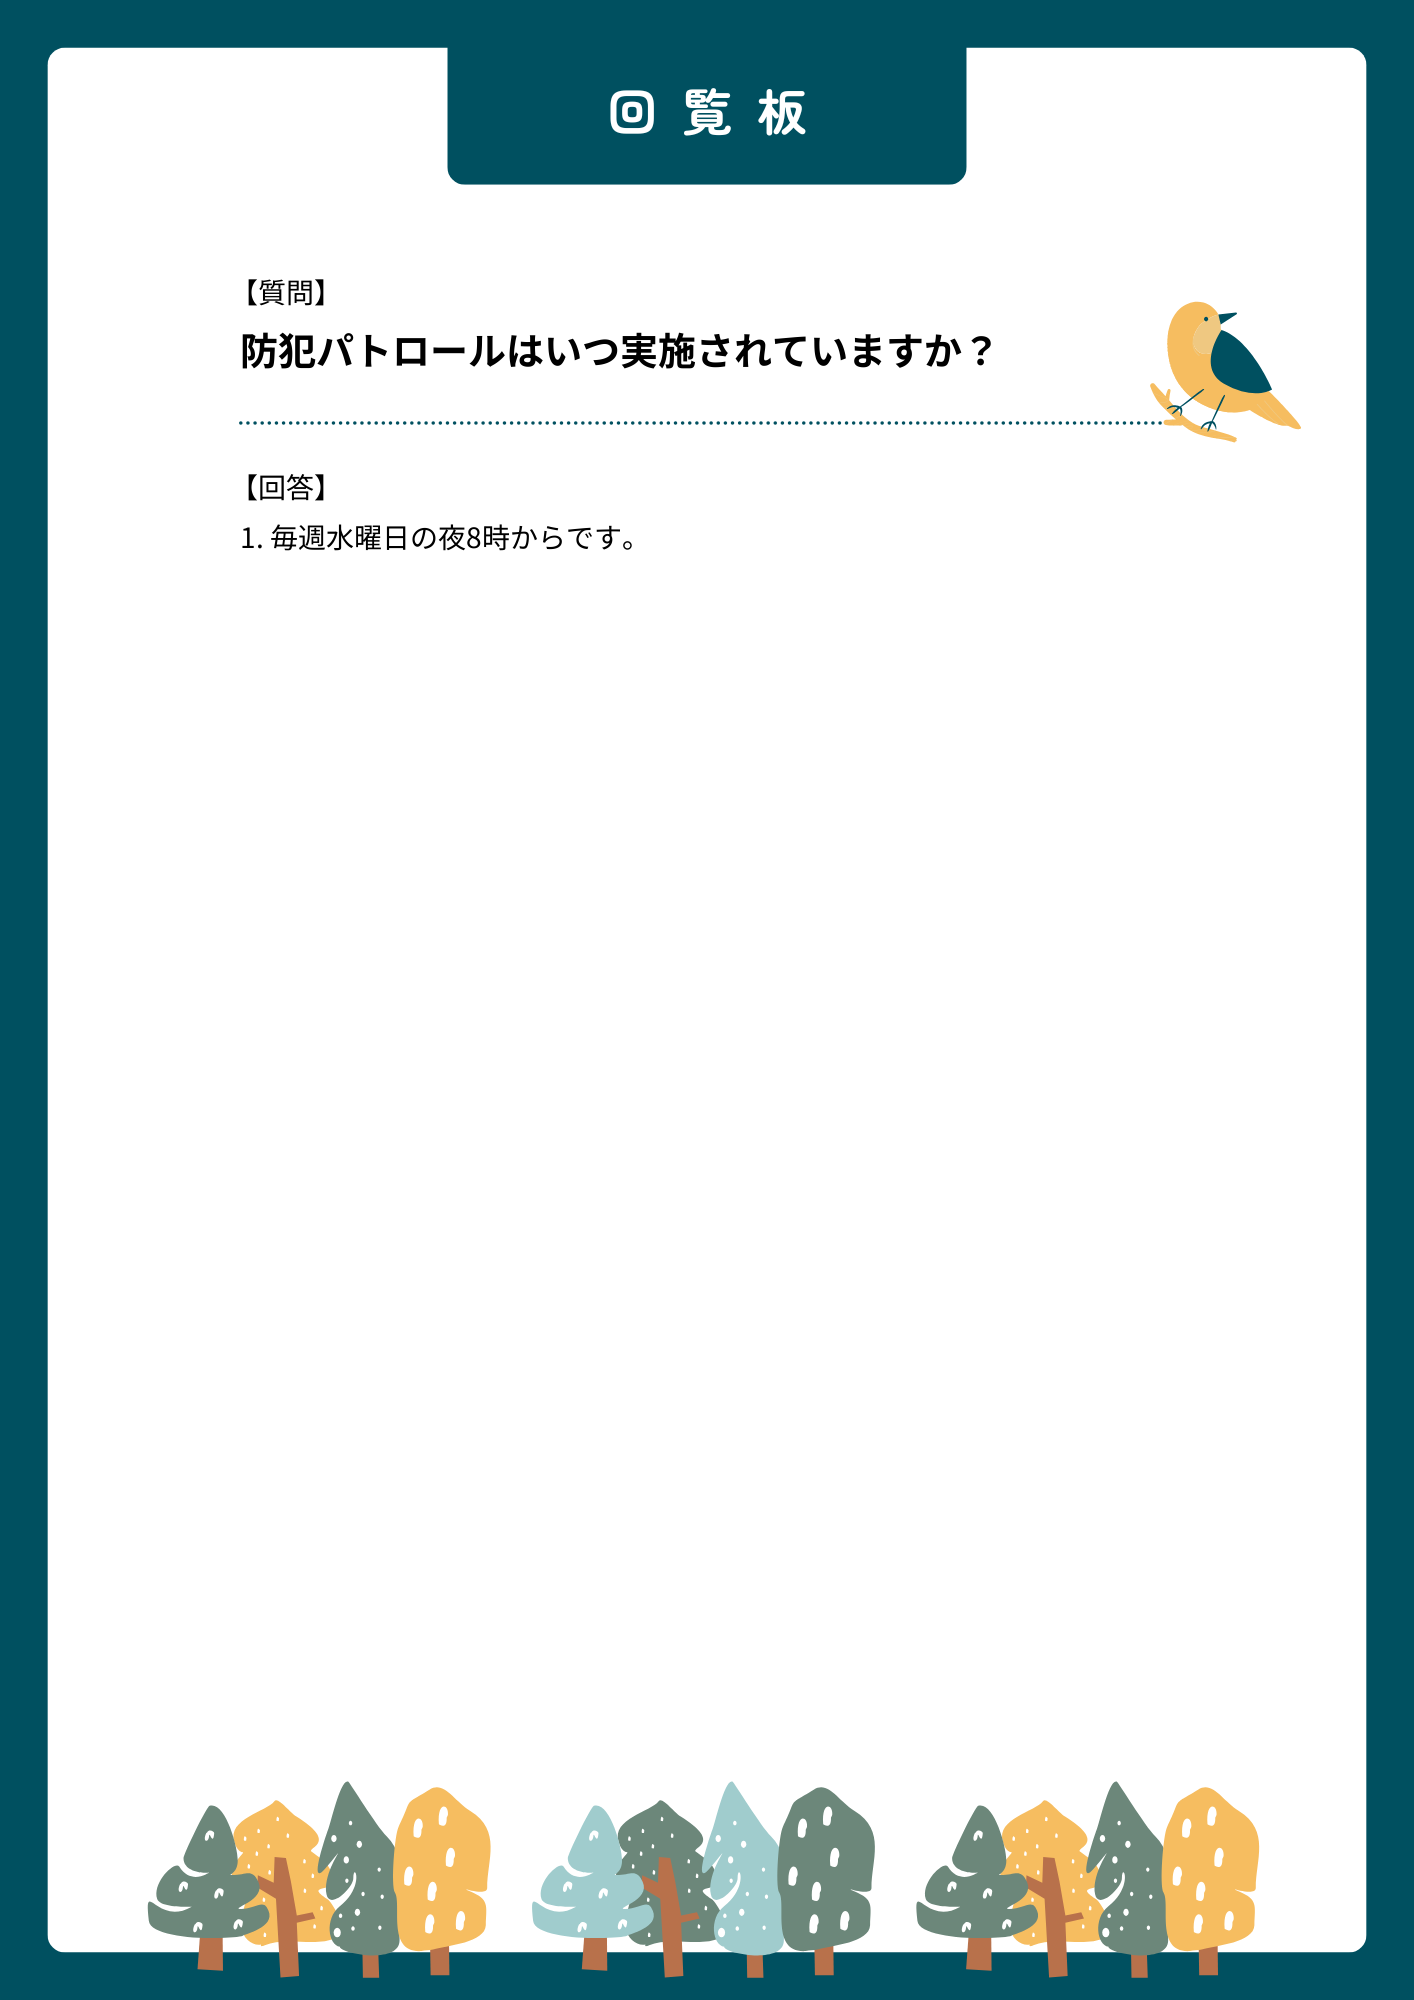 回覧板
【質問】
防犯パトロールはいつ実施されていますか？
【回答】
1. 毎週水曜日の夜8時からです。